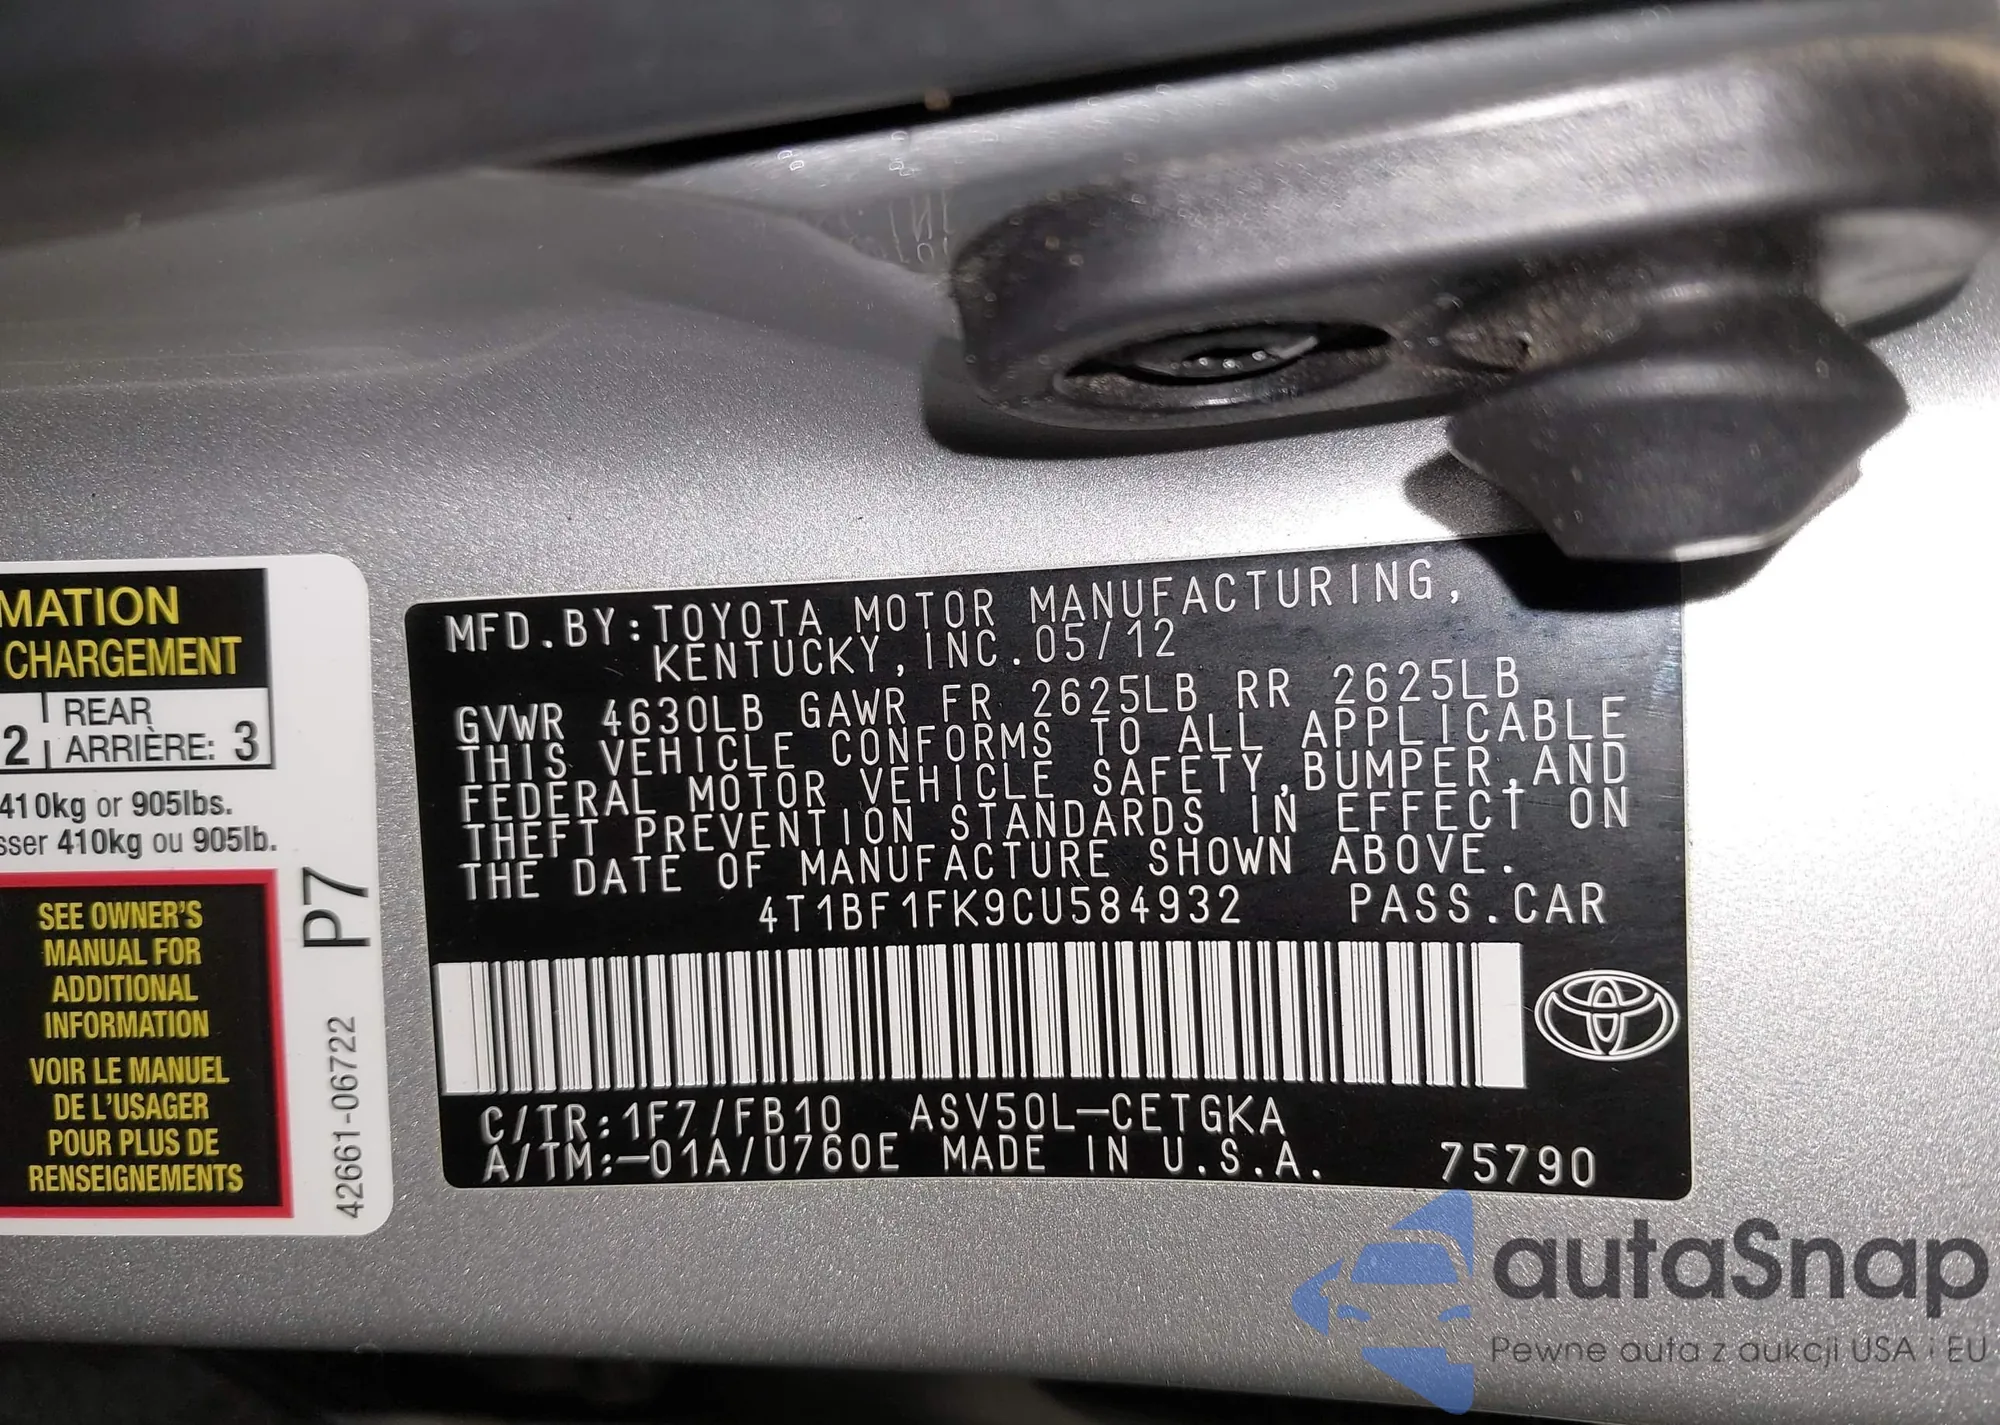 MATION
CHARGEMENT
2 REAR
ARRIÈRE: 3
410kg or 905lbs.
sser 410kg ou 905lb.
SEE OWNER'S
MANUAL FOR
ADDITIONAL
INFORMATION
VOIR LE MANUEL
DE L'USAGER
POUR PLUS DE
RENSEIGNEMENTS
P7
42661-06722
MFD.BY:TOYOTA MOTOR MANUFACTURING,
KENTUCKY,INC.05/12
GVWR 4630LB GAWR FR 2625LB RR 2625LB
THIS VEHICLE CONFORMS TO ALL APPLICABLE
FEDERAL MOTOR VEHICLE SAFETY,BUMPER,AND
THEFT PREVENTION STANDARDS IN EFFECT ON
THE DATE OF MANUFACTURE SHOWN ABOVE.
4T1BF1FK9CU584932 PASS.CAR
C/TR:1F7/FB10 ASV50L-CETGKA
A/TM:-01A/U760E MADE IN U.S.A. 75790
autaSnap
Pewne auta z aukcji USA i EU